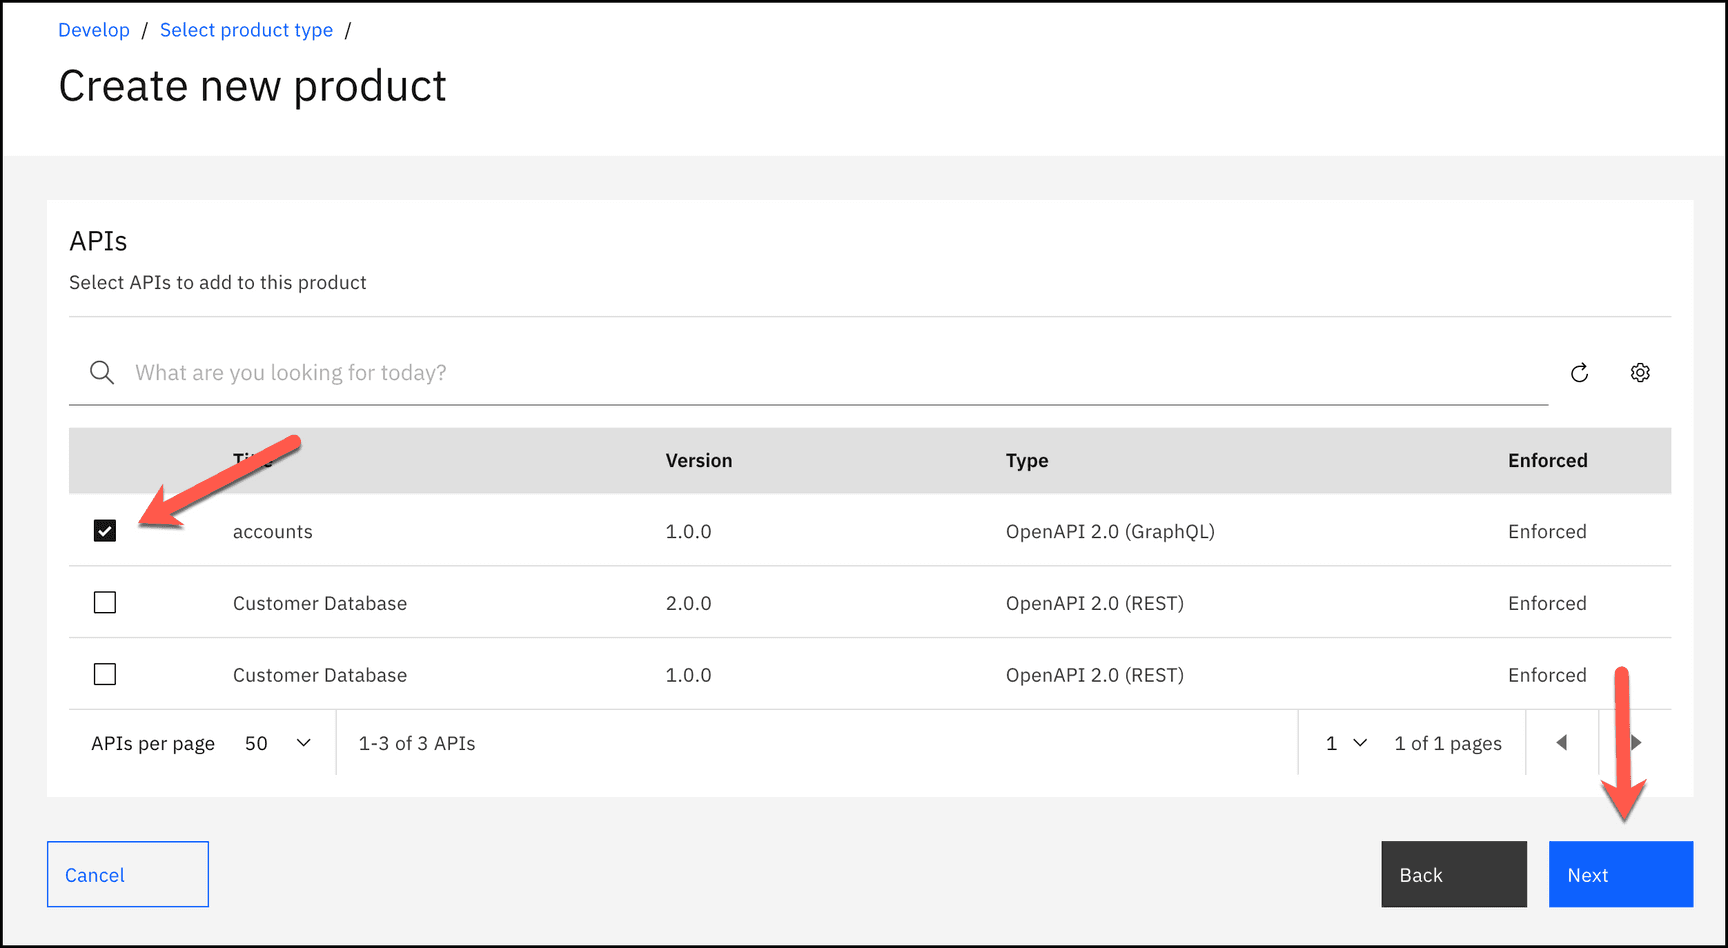 Develop / Select product type /
Create new product
APIs
Select APIs to add to this product
What are you looking for today?
Title Version Type Enforced
accounts 1.0.0 OpenAPI 2.0 (GraphQL) Enforced
Customer Database 2.0.0 OpenAPI 2.0 (REST) Enforced
Customer Database 1.0.0 OpenAPI 2.0 (REST) Enforced
APIs per page 50 1-3 of 3 APIs 1 1 of 1 pages
Cancel Back Next